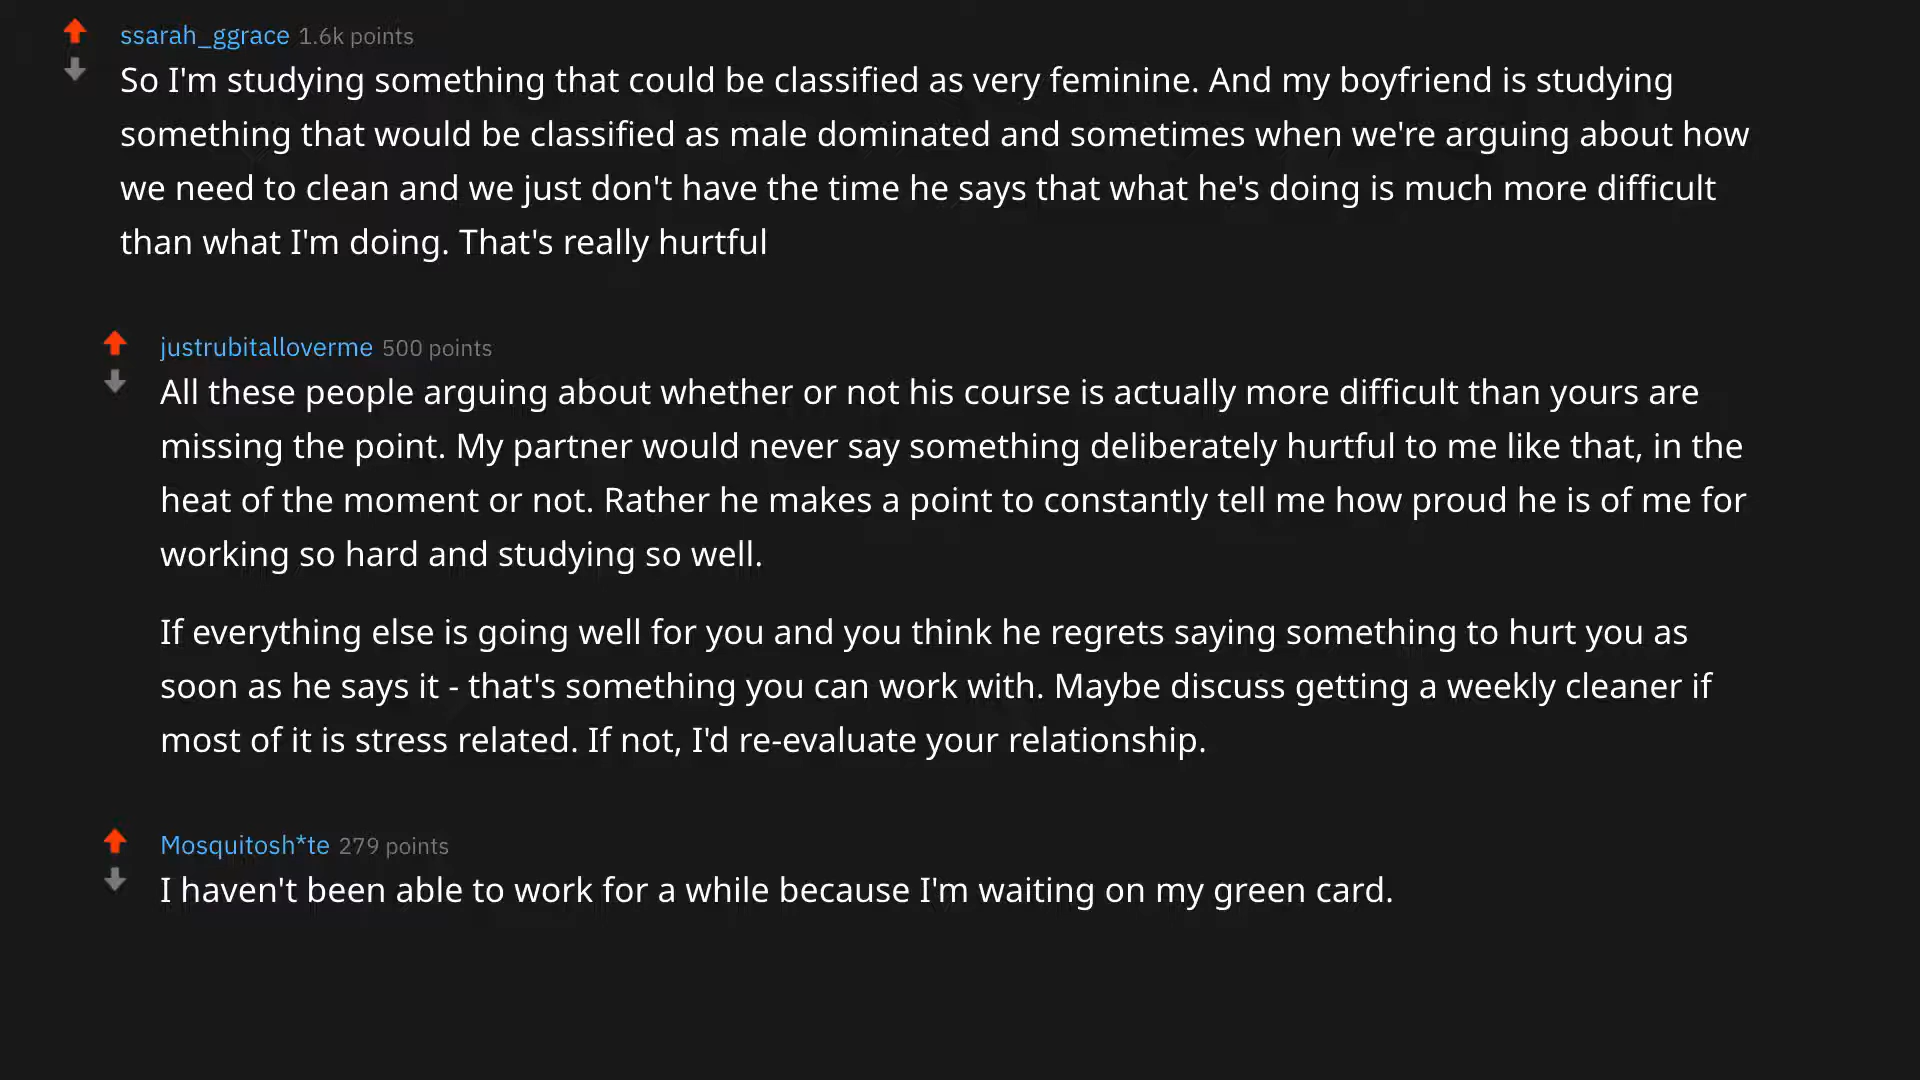 ssarah_ggrace 1.6k points
So I'm studying something that could be classified as very feminine. And my boyfriend is studying
something that would be classified as male dominated and sometimes when we're arguing about how
we need to clean and we just don't have the time he says that what he's doing is much more difficult
than what I'm doing. That's really hurtful
justrubitalloverme 500 points
All these people arguing about whether or not his course is actually more difficult than yours are
missing the point. My partner would never say something deliberately hurtful to me like that, in the
heat of the moment or not. Rather he makes a point to constantly tell me how proud he is of me for
working so hard and studying so well.
If everything else is going well for you and you think he regrets saying something to hurt you as
soon as he says it - that's something you can work with. Maybe discuss getting a weekly cleaner if
most of it is stress related. If not, I'd re-evaluate your relationship.
Mosquitosh*te 279 points
I haven't been able to work for a while because I'm waiting on my green card.